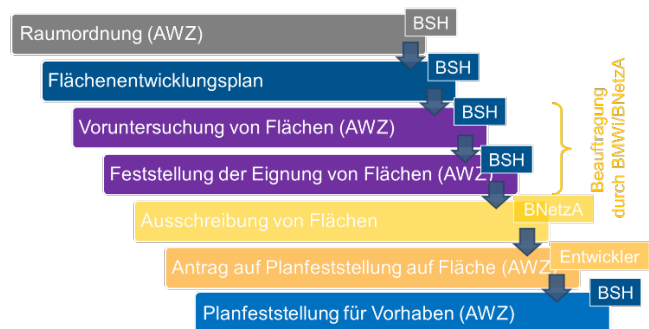 BSH
Raumordnung (AWZ)
BSH
Flächenentwicklungsplan
BSH
Voruntersuchung von Flächen (AWZ)
BSH
Feststellung der Eignung von Flächen (AWZ)
Beauftragung
durch BMWi/BNetzA
BNetzA
Ausschreibung von Flächen
Entwickler
Antrag auf Planfeststellung auf Fläche (AWZ)
BSH
Planfeststellung für Vorhaben (AWZ)